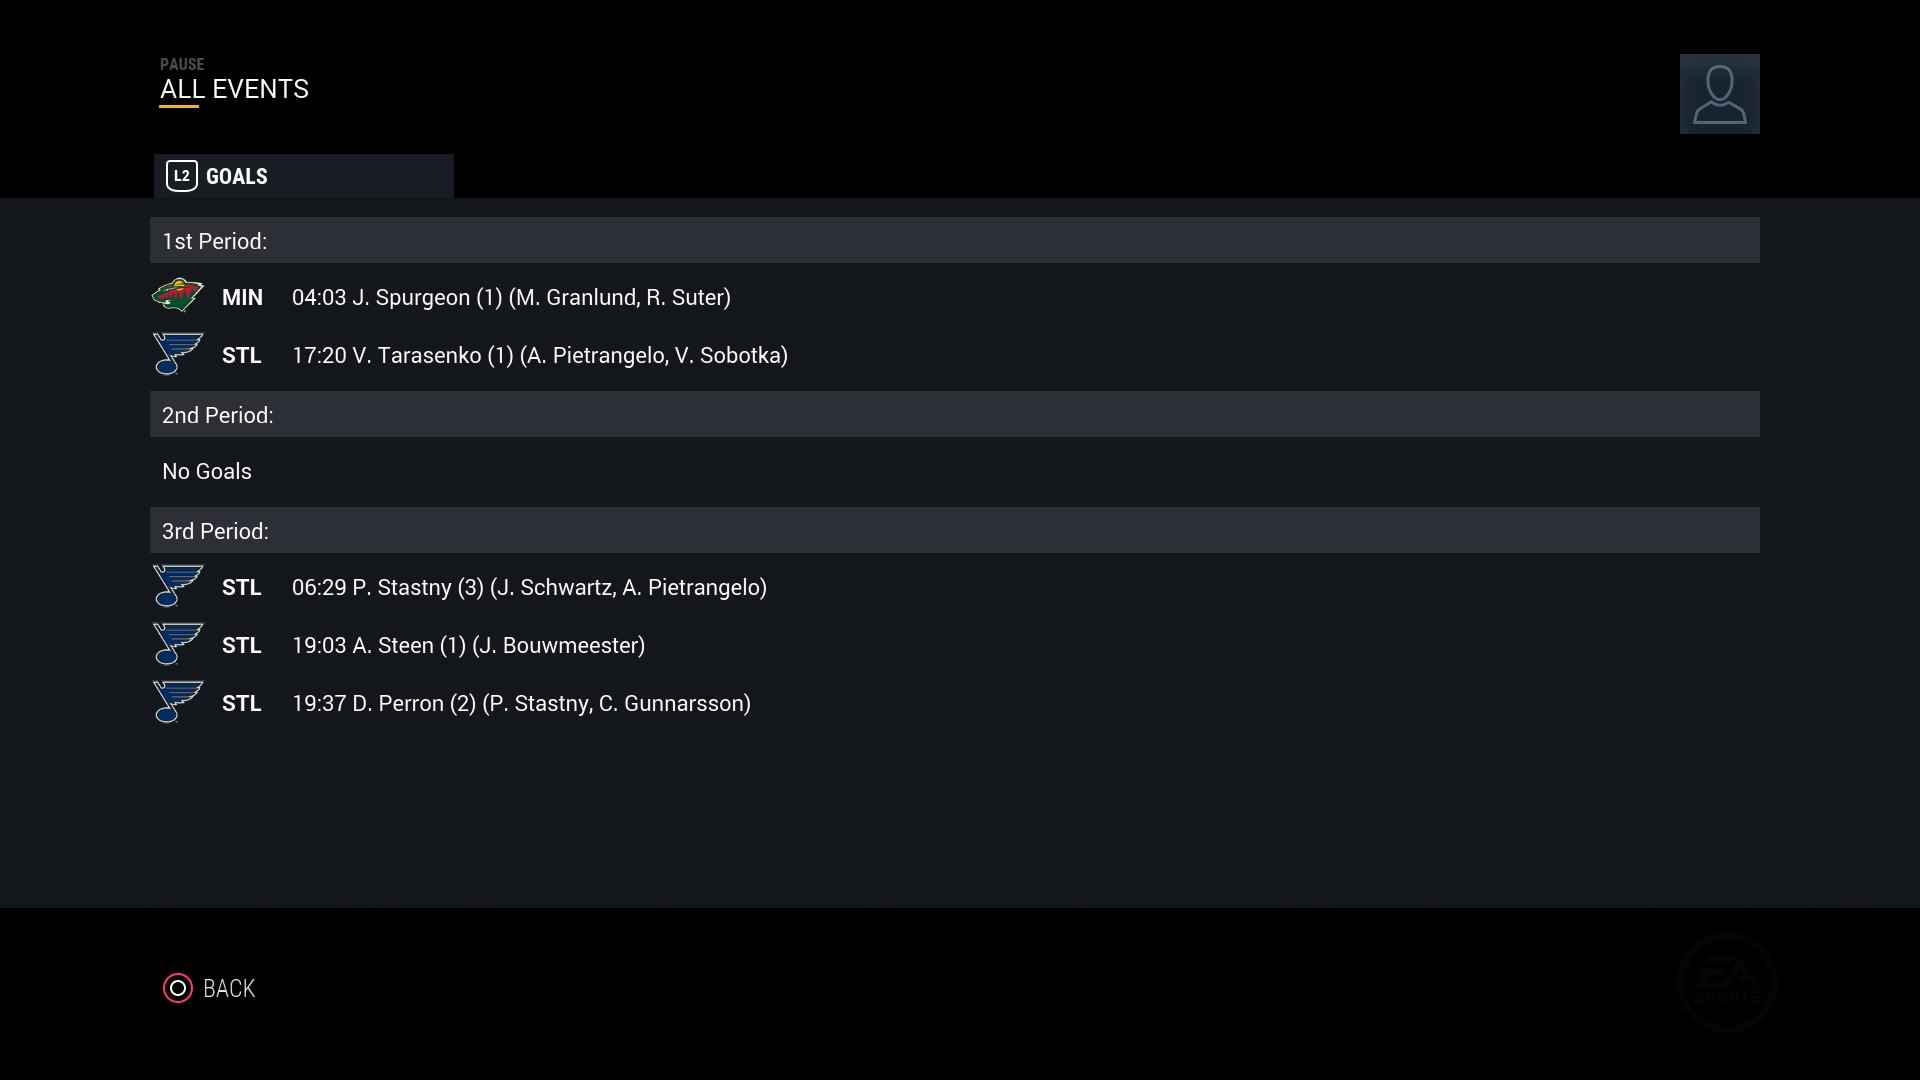 PAUSE
ALL EVENTS
L2 GOALS
1st Period:
MIN 04:03 J. Spurgeon (1) (M. Granlund, R. Suter)
STL 17:20 V. Tarasenko (1) (A. Pietrangelo, V. Sobotka)
2nd Period:
No Goals
3rd Period:
STL 06:29 P. Stastny (3) (J. Schwartz, A. Pietrangelo)
STL 19:03 A. Steen (1) (J. Bouwmeester)
STL 19:37 D. Perron (2) (P. Stastny, C. Gunnarsson)
BACK
EA
SPORTS